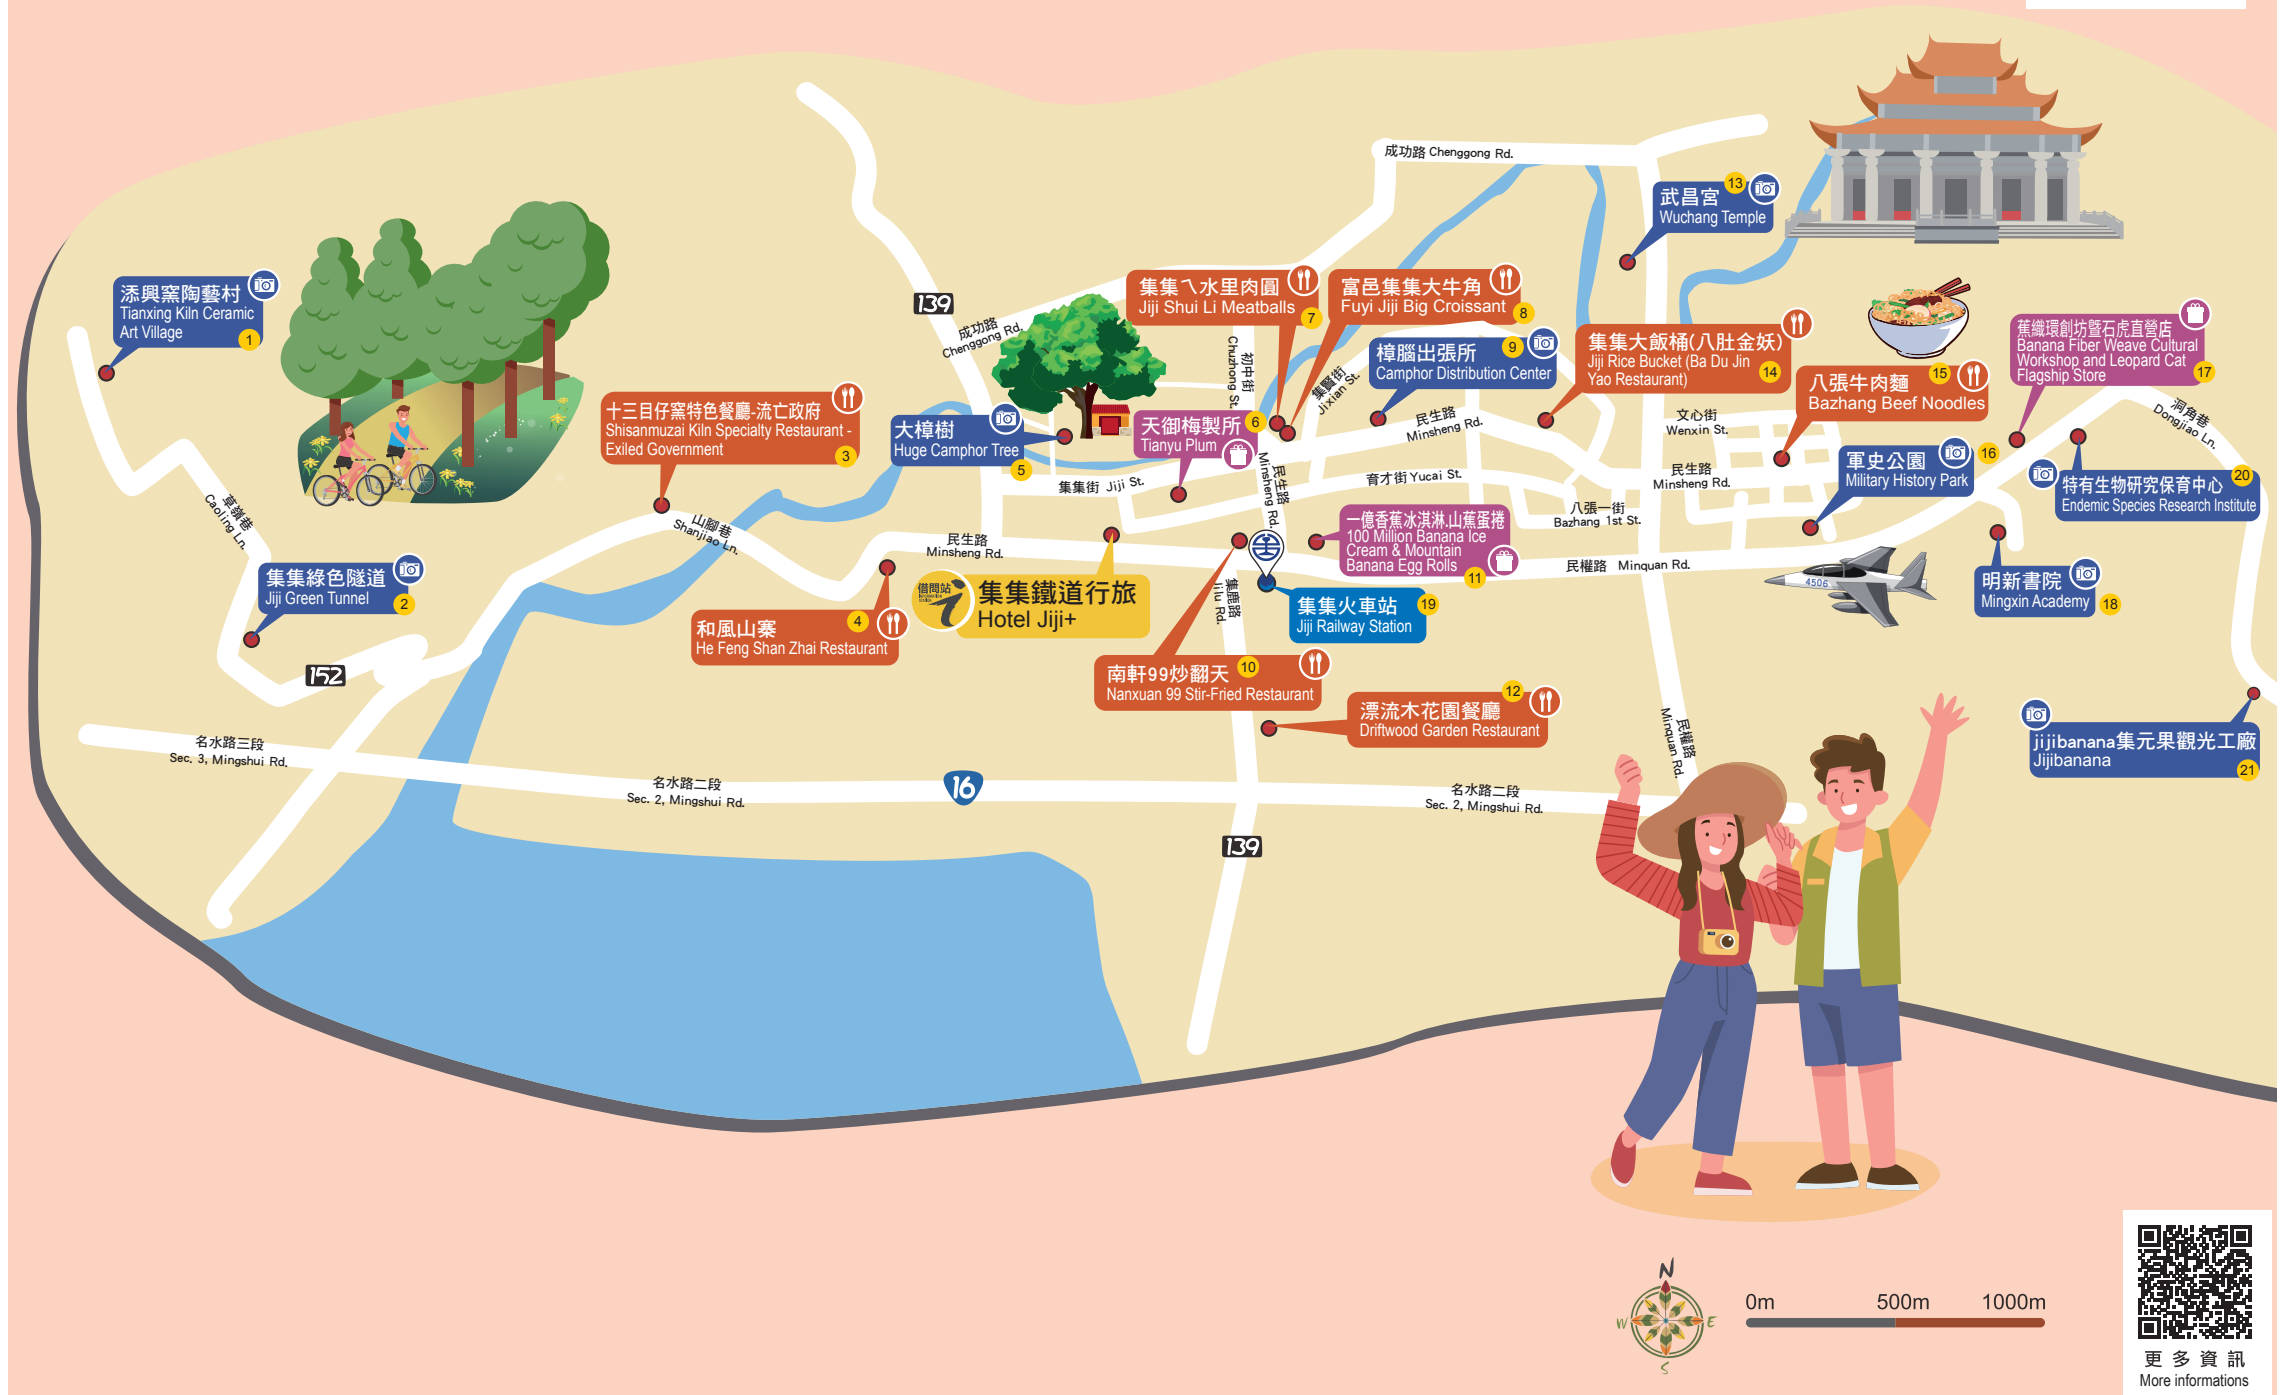 成功路 Chenggong Rd.
武昌宮 13
Wuchang Temple
添興窯陶藝村
Tianxing Kiln Ceramic
Art Village 1
139
成功路
Chenggong Rd.
集集ㄟ水里肉圓
Jiji Shui Li Meatballs 7
富邑集集大牛角
Fuyi Jiji Big Croissant 8
初中街
Chuzhong St.
集賢街
Jixian St.
樟腦出張所 9
Camphor Distribution Center
集集大飯桶(八肚金妖)
Jiji Rice Bucket (Ba Du Jin
Yao Restaurant) 14
八張牛肉麵 15
Bazhang Beef Noodles
蕉織環創坊暨石虎直營店
Banana Fiber Weave Cultural
Workshop and Leopard Cat
Flagship Store 17
洞角巷
Dongjiao Ln.
十三目仔窯特色餐廳-流亡政府
Shisanmuzai Kiln Specialty Restaurant -
Exiled Government 3
大樟樹
Huge Camphor Tree
5
天御梅製所 6
Tianyu Plum
民生路
Minsheng Rd.
文心街
Wenxin St.
民生路
Minsheng Rd.
軍史公園 16
Military History Park
特有生物研究保育中心 20
Endemic Species Research Institute
草嶺巷
Caoling Ln.
山腳巷
Shanjiao Ln.
集集街 Jiji St.
民生路
Minsheng Rd.
育才街 Yucai St.
八張一街
Bazhang 1st St.
一億香蕉冰淇淋.山蕉蛋捲
100 Million Banana Ice
Cream & Mountain
Banana Egg Rolls 11
民生路
Minsheng Rd.
民權路 Minquan Rd.
4506
明新書院
Mingxin Academy 18
集集綠色隧道
Jiji Green Tunnel 2
借問站
Information
Station
集集鐵道行旅
Hotel Jiji+
集鹿路
Jilu Rd.
集集火車站 19
Jiji Railway Station
和風山寨 4
He Feng Shan Zhai Restaurant
152
南軒99炒翻天 10
Nanxuan 99 Stir-Fried Restaurant
漂流木花園餐廳 12
Driftwood Garden Restaurant
民權路
Minquan Rd.
jijibanana集元果觀光工廠
Jijibanana 21
名水路三段
Sec. 3, Mingshui Rd.
名水路二段
Sec. 2, Mingshui Rd.
16
名水路二段
Sec. 2, Mingshui Rd.
139
N
W E
S
0m 500m 1000m
更多資訊
More informations